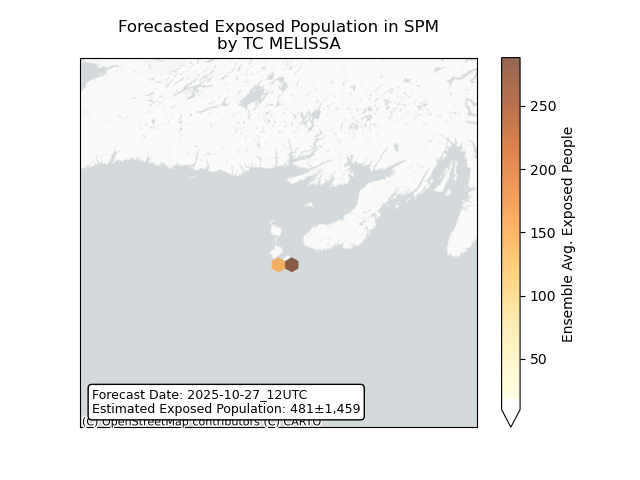 Forecasted Exposed Population in SPM
by TC MELISSA
250
200
150
100
50
Ensemble Avg. Exposed People
Forecast Date: 2025-10-27_12UTC
Estimated Exposed Population: 481±1,459
(C) OpenStreetMap contributors (C) CARTO